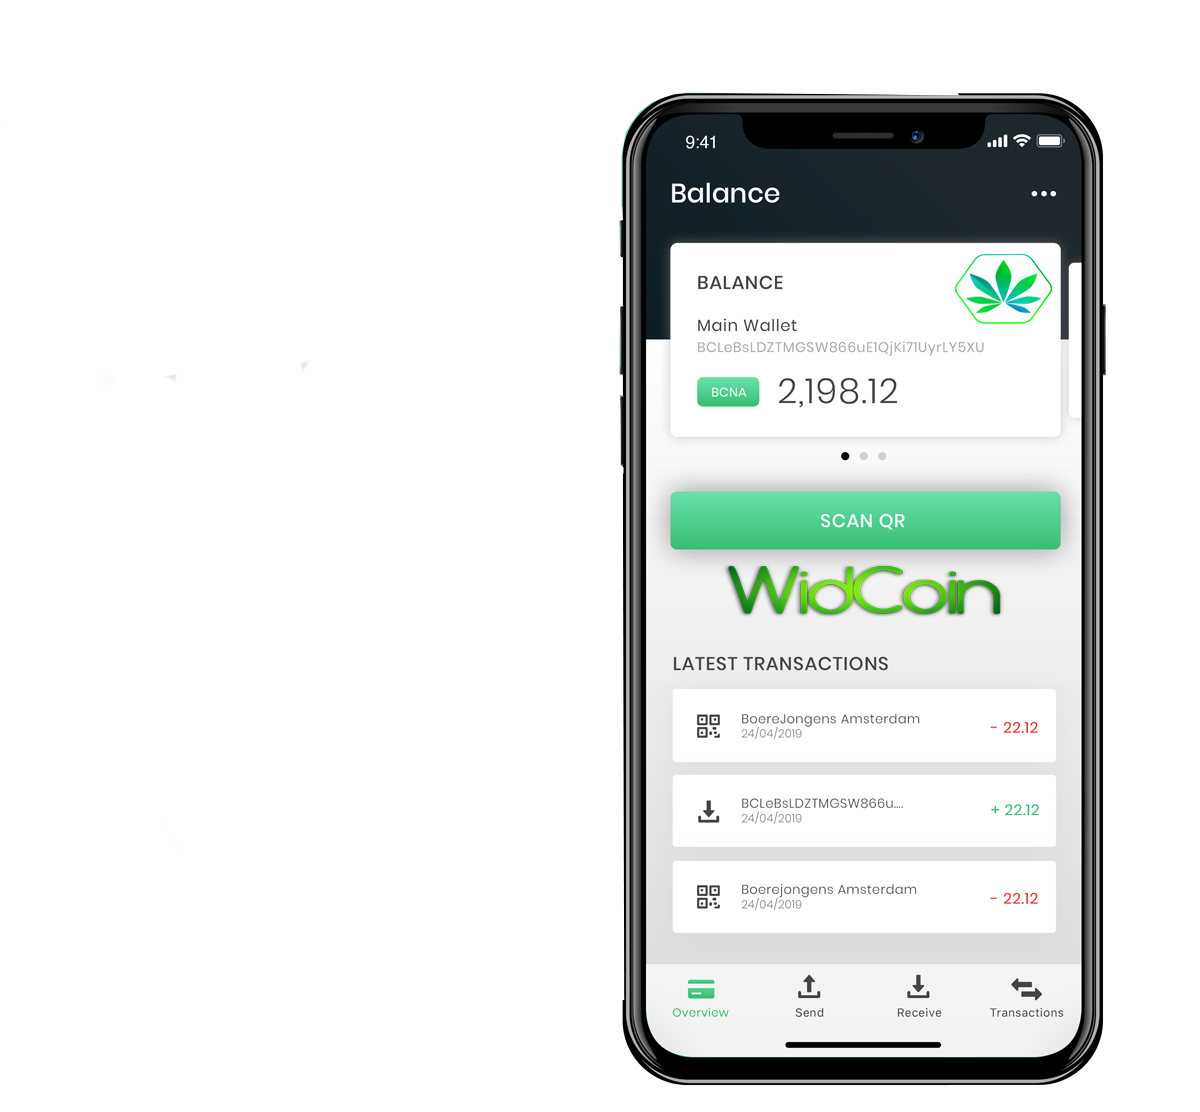 9:41
Balance
BALANCE
Main Wallet
BCLeBsLDZTMGSW866uE1QjKi71UyrLY5XU
BCNA 2,198.12
SCAN QR
WidCoin
LATEST TRANSACTIONS
BoereJongens Amsterdam
24/04/2019
- 22.12
BCLeBsLDZTMGSW866u....
24/04/2019
+ 22.12
Boerejongens Amsterdam
24/04/2019
- 22.12
Overview Send Receive Transactions